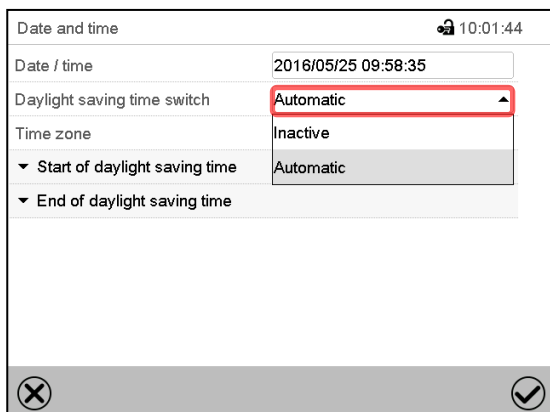 Date and time 10:01:44
Date / time 2016/05/25 09:58:35
Daylight saving time switch Automatic
Time zone Inactive
Start of daylight saving time Automatic
End of daylight saving time